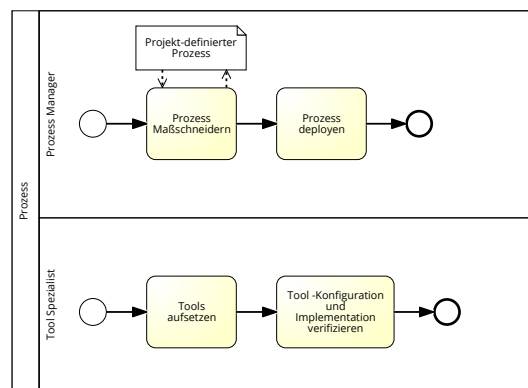 Prozess
Prozess Manager
Projekt-definierter
Prozess
Prozess
Maßschneidern
Prozess
deployen
Tool Spezialist
Tools
aufsetzen
Tool -Konfiguration
und
Implementation
verifizieren